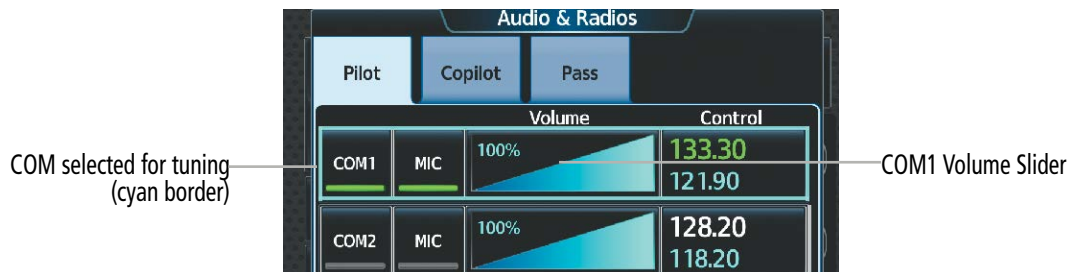 Audio & Radios
Pilot Copilot Pass
Volume Control
COM selected for tuning
(cyan border)
COM1 MIC 100% 133.30
121.90
COM1 Volume Slider
COM2 MIC 100% 128.20
118.20